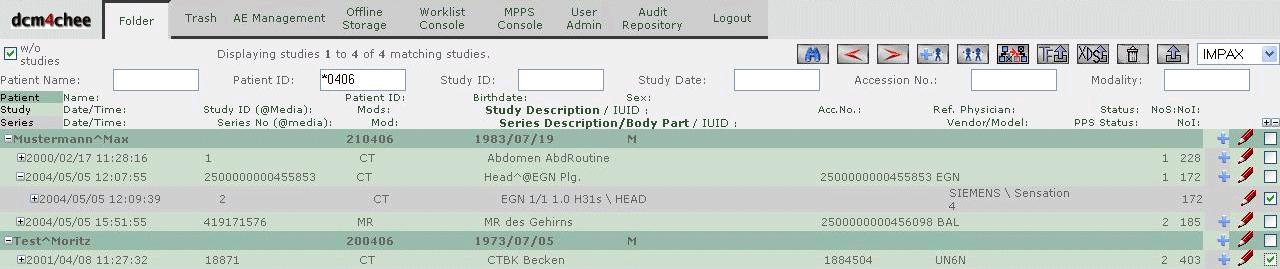 dcm4chee Folder Trash AE Management Offline Storage Worklist Console MPPS Console User Admin Audit Repository Logout
w/o studies Displaying studies 1 to 4 of 4 matching studies. TF XDS IMPAX
Patient Name: Patient ID: *0406 Study ID: Study Date: Accession No.: Modality:
Patient Name: Patient ID: Birthdate: Sex:
Study Date/Time: Study ID (@Media): Mods: Study Description / IUID : Acc.No.: Ref. Physician: Status: NoS: NoI:
Series Date/Time: Series No (@media): Mod: Series Description/Body Part / IUID : Vendor/Model: PPS Status: NoI:
Mustermann^Max 210406 1983/07/19 M
2000/02/17 11:28:16 1 CT Abdomen AbdRoutine 1 228
2004/05/05 12:07:55 2500000000455853 CT Head^@EGN Plg. 2500000000455853 EGN 1 172
2004/05/05 12:09:39 2 CT EGN 1/1 1.0 H31s \ HEAD SIEMENS \ Sensation 4 172
2004/05/05 15:51:55 419171576 MR MR des Gehirns 2500000000456098 BAL 2 185
Test^Moritz 200406 1973/07/05 M
2001/04/08 11:27:32 18871 CT CTBK Becken 1884504 UN6N 2 403